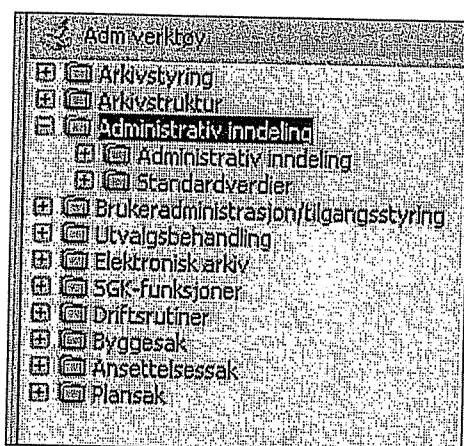 Adm verktøy
Arkivstyring
Arkivstruktur
Administrativ inndeling
Administrativ inndeling
Standardverdier
Brukeradministrasjon/tilgangsstyring
Utvalgsbehandling
Elektronisk arkiv
SGK-funksjoner
Driftsrutiner
Byggesak
Ansettelsessak
Plansak